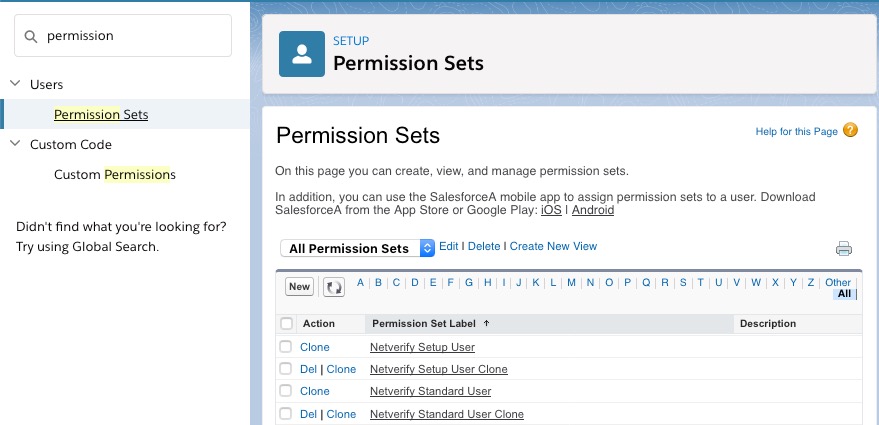 permission
Users
Permission Sets
Custom Code
Custom Permissions
Didn't find what you're looking for?
Try using Global Search.
SETUP
Permission Sets
Permission Sets
Help for this Page ?
On this page you can create, view, and manage permission sets.
In addition, you can use the SalesforceA mobile app to assign permission sets to a user. Download
SalesforceA from the App Store or Google Play: iOS | Android
All Permission Sets Edit | Delete | Create New View
New A | B | C | D | E | F | G | H | I | J | K | L | M | N | O | P | Q | R | S | T | U | V | W | X | Y | Z | Other
All
Action Permission Set Label ↑ Description
Clone Netverify Setup User
Del | Clone Netverify Setup User Clone
Clone Netverify Standard User
Del | Clone Netverify Standard User Clone